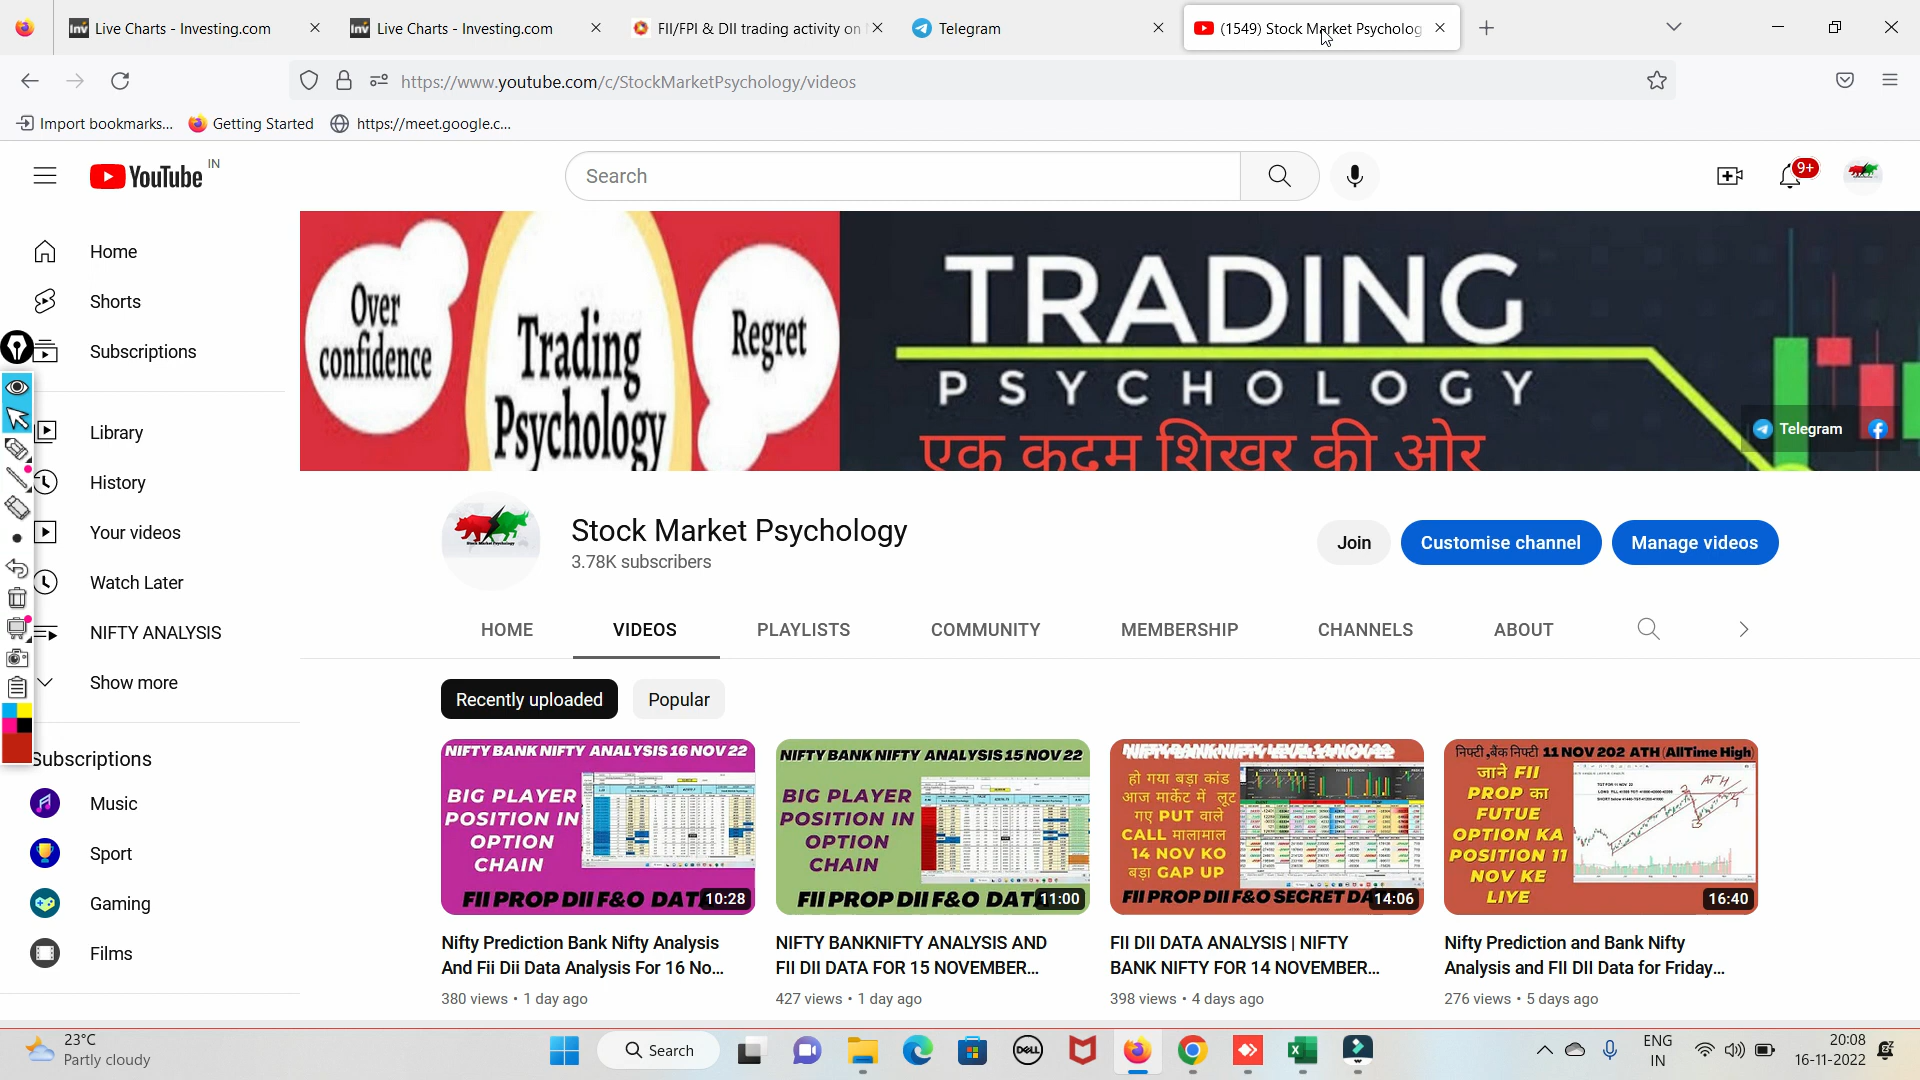 Live Charts - Investing.com
Live Charts - Investing.com
FII/FPI & DII trading activity on
Telegram
(1549) Stock Market Psycholog
https://www.youtube.com/c/StockMarketPsychology/videos
Import bookmarks...
Getting Started
https://meet.google.c...
YouTube IN
Search
9+
Home
Shorts
Subscriptions
Library
History
Your videos
Watch Later
NIFTY ANALYSIS
Show more
Subscriptions
Music
Sport
Gaming
Films
Over
confidence
Trading
Psychology
Regret
TRADING
PSYCHOLOGY
एक कदम शिखर की ओर
Telegram
Stock Market Psychology
3.78K subscribers
Join
Customise channel
Manage videos
HOME
VIDEOS
PLAYLISTS
COMMUNITY
MEMBERSHIP
CHANNELS
ABOUT
Recently uploaded
Popular
NIFTY BANK NIFTY ANALYSIS 16 NOV 22
BIG PLAYER
POSITION IN
OPTION
CHAIN
FII PROP DII F&O DAT
10:28
Nifty Prediction Bank Nifty Analysis
And Fii Dii Data Analysis For 16 No...
380 views • 1 day ago
NIFTY BANK NIFTY ANALYSIS 15 NOV 22
BIG PLAYER
POSITION IN
OPTION
CHAIN
FII PROP DII F&O DAT
11:00
NIFTY BANKNIFTY ANALYSIS AND
FII DII DATA FOR 15 NOVEMBER...
427 views • 1 day ago
हो गया बड़ा कांड
आज मार्केट में लूट
गए PUT वाले
CALL मालामाल
14 NOV KO
बड़ा GAP UP
FII PROP DII F&O SECRET DA
14:06
FII DII DATA ANALYSIS | NIFTY
BANK NIFTY FOR 14 NOVEMBER...
398 views • 4 days ago
निफ्टी ,बैंक निफ्टी 11 NOV 202 ATH (AllTime High)
जाने FII
PROP का
FUTUE
OPTION KA
POSITION 11
NOV KE
LIYE
ATH
16:40
Nifty Prediction and Bank Nifty
Analysis and FII DII Data for Friday...
276 views • 5 days ago
23°C
Partly cloudy
Search
DELL
ENG
IN
20:08
16-11-2022